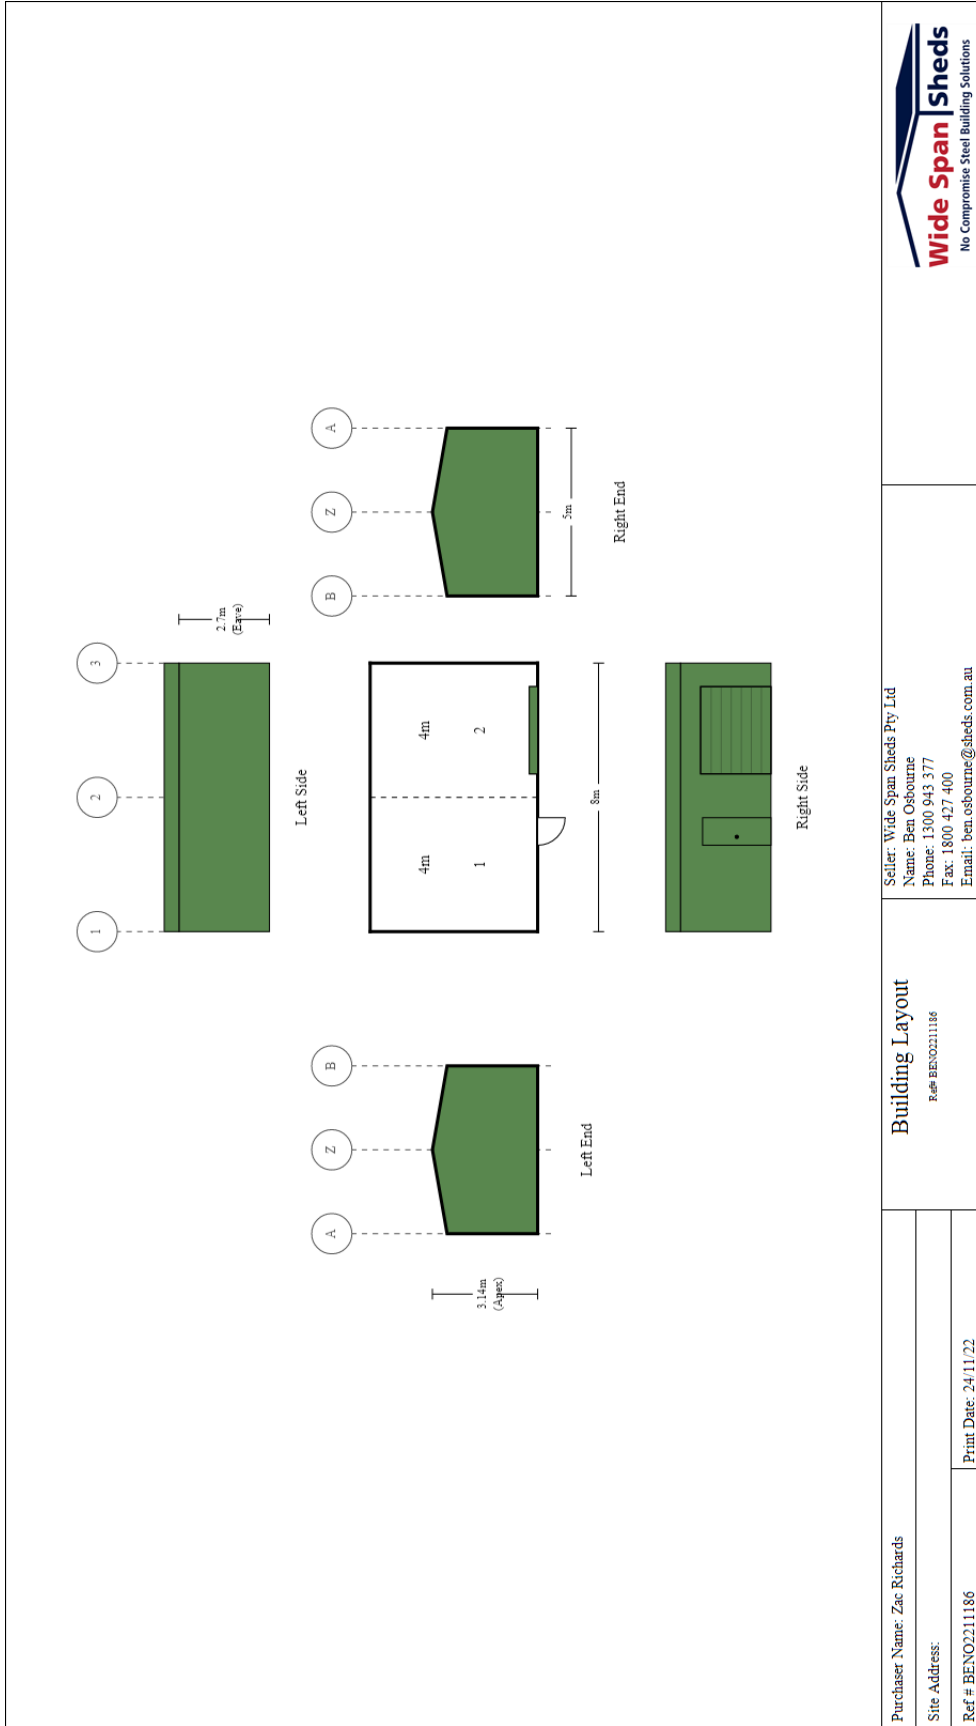 1
2
3
2.7m
(Eave)
Left Side
A
Z
B
3.14m
(Apex)
Left End
4m
4m
1
2
8m
B
Z
A
5m
Right End
Right Side
Purchaser Name: Zac Richards
Site Address:
Ref # BENO2211186
Print Date: 24/11/22
Building Layout
Ref# BENO2211186
Seller: Wide Span Sheds Pty Ltd
Name: Ben Osbourne
Phone: 1300 943 377
Fax: 1800 427 400
Email: ben.osbourne@sheds.com.au
Wide Span Sheds
No Compromise Steel Building Solutions